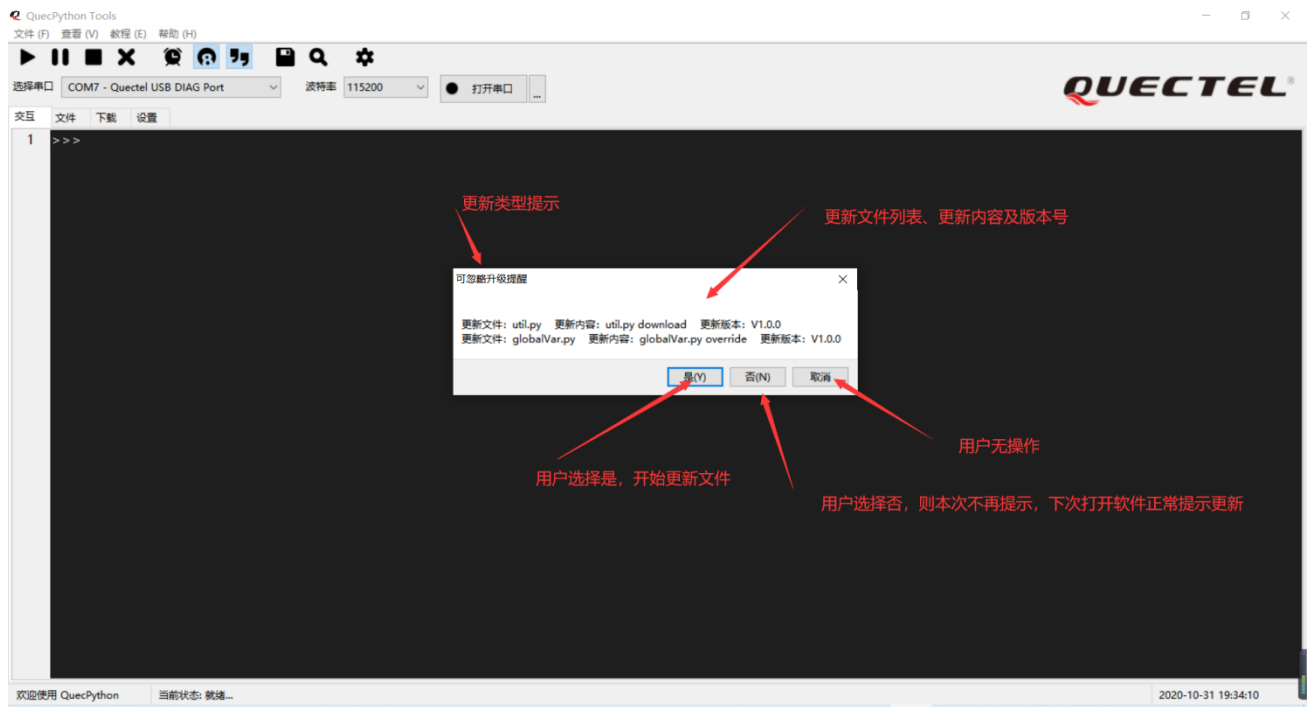 QuecPython Tools
文件 (F) 查看 (V) 教程 (E) 帮助 (H)
选择串口 COM7 - Quectel USB DIAG Port 波特率 115200 打开串口 ...
QUECTEL®
交互 文件 下载 设置
1 >>>
更新类型提示
更新文件列表、更新内容及版本号
可忽略升级提醒
更新文件: util.py 更新内容: util.py download 更新版本: V1.0.0
更新文件: globalVar.py 更新内容: globalVar.py override 更新版本: V1.0.0
是(Y) 否(N) 取消
用户无操作
用户选择是，开始更新文件
用户选择否，则本次不再提示，下次打开软件正常提示更新
欢迎使用 QuecPython 当前状态: 就绪... 2020-10-31 19:34:10